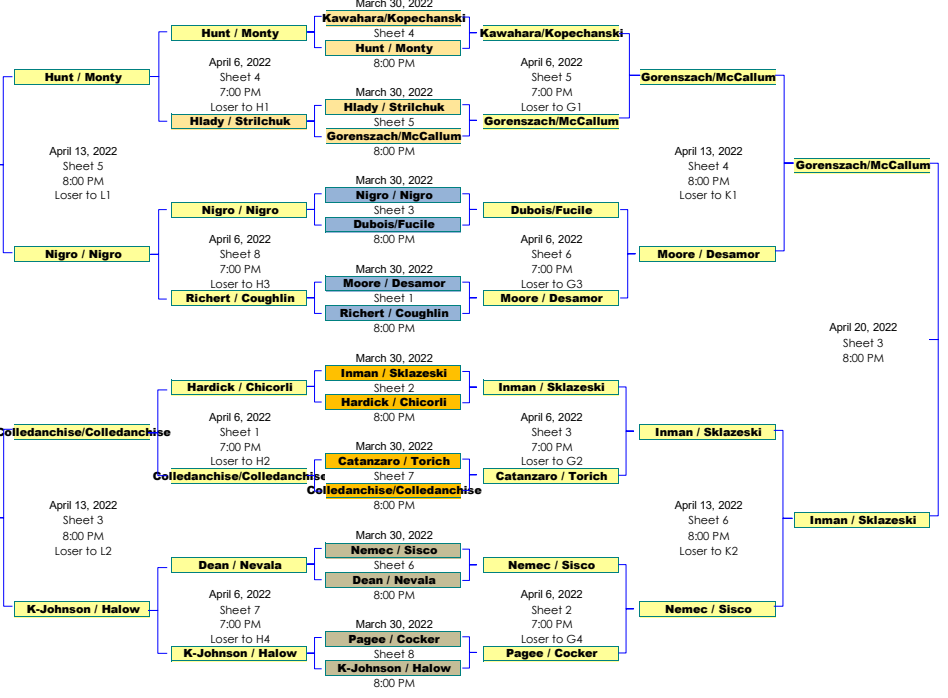 March 30, 2022
Kawahara/Kopechanski
Hunt / Monty
Sheet 4
Kawahara/Kopechanski
Hunt / Monty
8:00 PM
April 6, 2022
April 6, 2022
Sheet 4
Sheet 5
Hunt / Monty
7:00 PM
7:00 PM
Gorenszach/McCallum
March 30, 2022
Loser to H1
Hlady / Strilchuk
Loser to G1
Hlady / Strilchuk
Sheet 5
Gorenszach/McCallum
Gorenszach/McCallum
8:00 PM
April 13, 2022
April 13, 2022
Sheet 5
Sheet 4
Gorenszach/McCallum
8:00 PM
March 30, 2022
8:00 PM
Loser to L1
Nigro / Nigro
Loser to K1
Nigro / Nigro
Sheet 3
Dubois/Fucile
Dubois/Fucile
April 6, 2022
8:00 PM
April 6, 2022
Nigro / Nigro
Sheet 8
Sheet 6
Moore / Desamor
7:00 PM
March 30, 2022
7:00 PM
Loser to H3
Moore / Desamor
Loser to G3
Richert / Coughlin
Sheet 1
Moore / Desamor
Richert / Coughlin
8:00 PM
April 20, 2022
Sheet 3
8:00 PM
March 30, 2022
Inman / Sklazeski
Hardick / Chicorli
Sheet 2
Inman / Sklazeski
Hardick / Chicorli
April 6, 2022
8:00 PM
April 6, 2022
Colledanchise/Colledanchise
Sheet 1
Sheet 3
Inman / Sklazeski
7:00 PM
March 30, 2022
7:00 PM
Loser to H2
Catanzaro / Torich
Loser to G2
Colledanchise/Colledanchise
Sheet 7
Catanzaro / Torich
Colledanchise/Colledanchise
April 13, 2022
8:00 PM
April 13, 2022
Sheet 3
Sheet 6
Inman / Sklazeski
8:00 PM
March 30, 2022
8:00 PM
Loser to L2
Nemec / Sisco
Loser to K2
Dean / Nevala
Sheet 6
Nemec / Sisco
Dean / Nevala
April 6, 2022
8:00 PM
April 6, 2022
K-Johnson / Halow
Sheet 7
Sheet 2
Nemec / Sisco
7:00 PM
March 30, 2022
7:00 PM
Loser to H4
Pagee / Cocker
Loser to G4
K-Johnson / Halow
Sheet 8
Pagee / Cocker
K-Johnson / Halow
8:00 PM